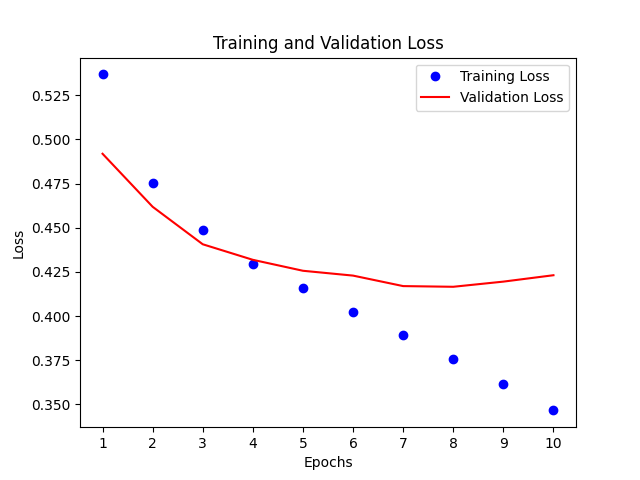 Training and Validation Loss
Training Loss
Validation Loss
0.525
0.500
0.475
0.450
0.425
0.400
0.375
0.350
Loss
1 2 3 4 5 6 7 8 9 10
Epochs